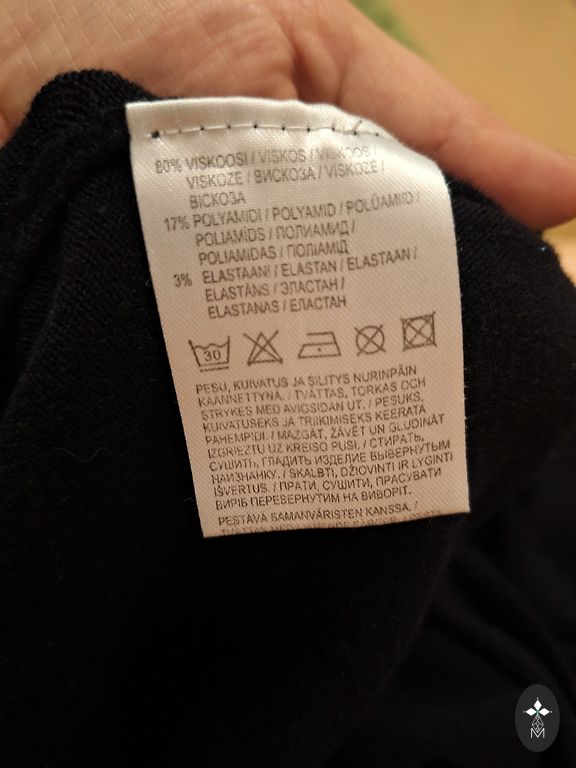 80% VISKOOSI / VISKOS / VISKOOS /
VISKOZE / ВИСКОЗА / VISKOZĖ /
ВІСКОЗА
17% POLYAMIDI / POLYAMID / POLÜAMIID /
POLIAMĪDS / ПОЛИАМИД /
POLIAMIDAS / ПОЛІАМІД
3% ELASTAANI / ELASTAN / ELASTAAN /
ELASTĀNS / ЭЛАСТАН /
ELASTANAS / ЕЛАСТАН
30
PESU, KUIVATUS JA SILITYS NURINPÄIN
KÄÄNNETTYNÄ. / TVÄTTAS, TORKAS OCH
STRYKES MED AVIGSIDAN UT. / PESUKS,
KUIVATUSEKS JA TRIIKIMISEKS KEERATA
PAHEMPIDI. / MAZGĀT, ŽĀVĒT UN GLUDINĀT
IZGRIEZTU UZ KREISO PUSI. / СТИРАТЬ,
СУШИТЬ, ГЛАДИТЬ ИЗДЕЛИЕ ВЫВЕРНУТЫМ
НАИЗНАНКУ. / SKALBTI, DŽIOVINTI IR LYGINTI
IŠVERTUS. / ПРАТИ, СУШИТИ, ПРАСУВАТИ
ВИРІБ ПЕРЕВЕРНУТИМ НА ВИВОРІТ.
PESTÄVÄ SAMANVÄRISTEN KANSSA. /
M